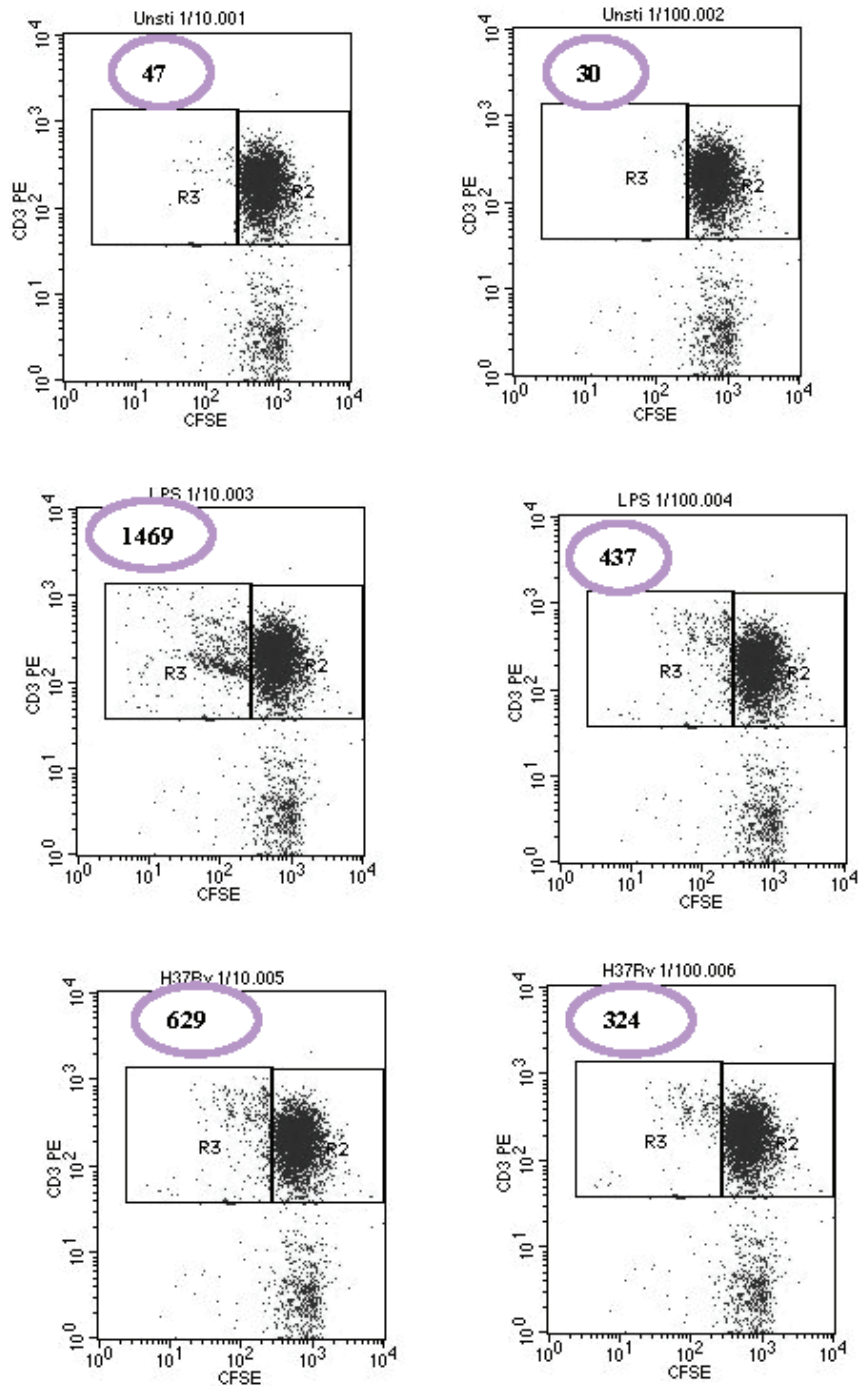 Unsti 1/10.001
47
10⁴
10³
10²
10¹
10⁰
CD3 PE
R3
R2
10⁰ 10¹ 10² 10³ 10⁴
CFSE
Unsti 1/100.002
30
10⁴
10³
10²
10¹
10⁰
CD3 PE
R3
R2
10⁰ 10¹ 10² 10³ 10⁴
CFSE
LPS 1/10.003
1469
10⁴
10³
10²
10¹
10⁰
CD3 PE
R3
R2
10⁰ 10¹ 10² 10³ 10⁴
CFSE
LPS 1/100.004
437
10⁴
10³
10²
10¹
10⁰
CD3 PE
R3
R2
10⁰ 10¹ 10² 10³ 10⁴
CFSE
H37Rv 1/10.005
629
10⁴
10³
10²
10¹
10⁰
CD3 PE
R3
R2
10⁰ 10¹ 10² 10³ 10⁴
CFSE
H37Rv 1/100.006
324
10⁴
10³
10²
10¹
10⁰
CD3 PE
R3
R2
10⁰ 10¹ 10² 10³ 10⁴
CFSE